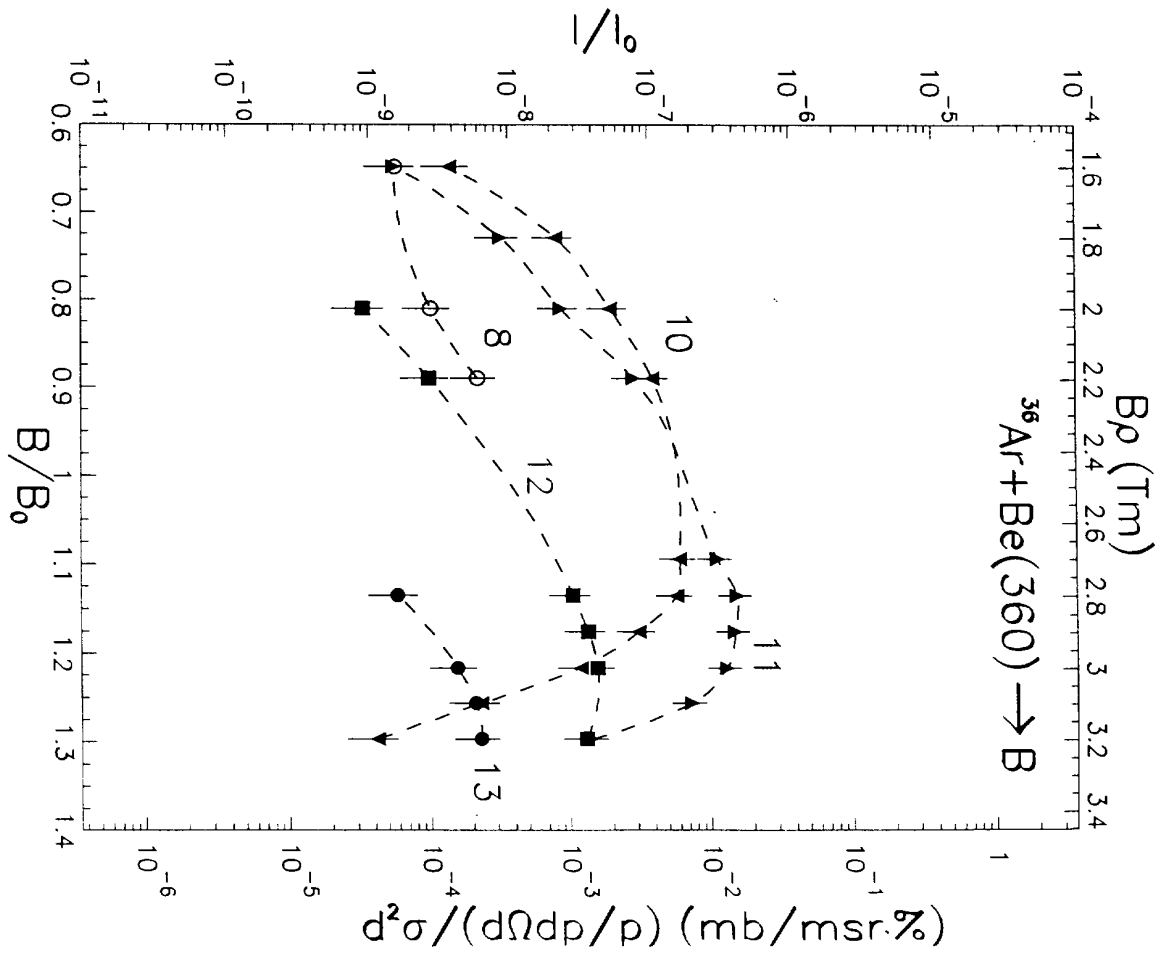 Bρ (Tm)
1.6 1.8 2 2.2 2.4 2.6 2.8 3 3.2 3.4
³⁶Ar+Be(360) → B
I/I₀
10⁻⁴
10⁻⁵
10⁻⁶
10⁻⁷
10⁻⁸
10⁻⁹
10⁻¹⁰
10⁻¹¹
11
10
12
8
13
1
10⁻¹
10⁻²
10⁻³
10⁻⁴
10⁻⁵
10⁻⁶
d²σ/(dΩdp/p) (mb/msr.%)
0.6 0.7 0.8 0.9 1 1.1 1.2 1.3 1.4
B/B₀